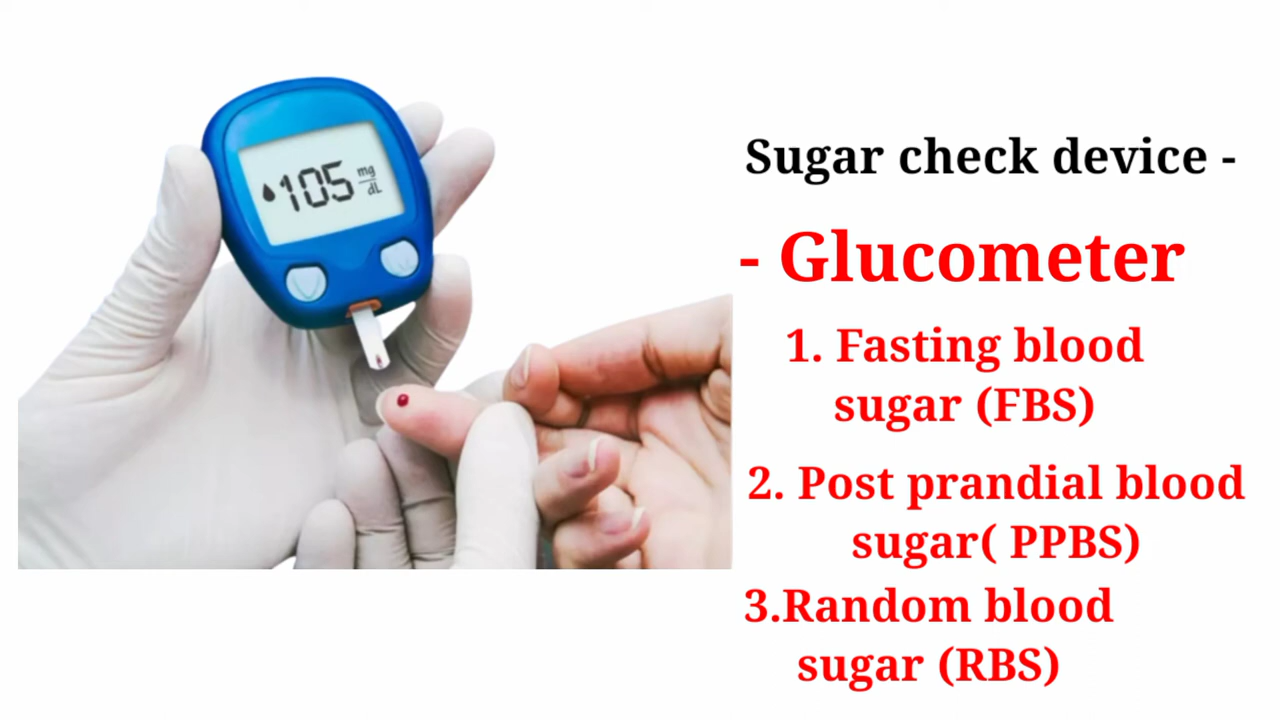 105 mg/dL
Sugar check device -
- Glucometer
1. Fasting blood
sugar (FBS)
2. Post prandial blood
sugar( PPBS)
3.Random blood
sugar (RBS)